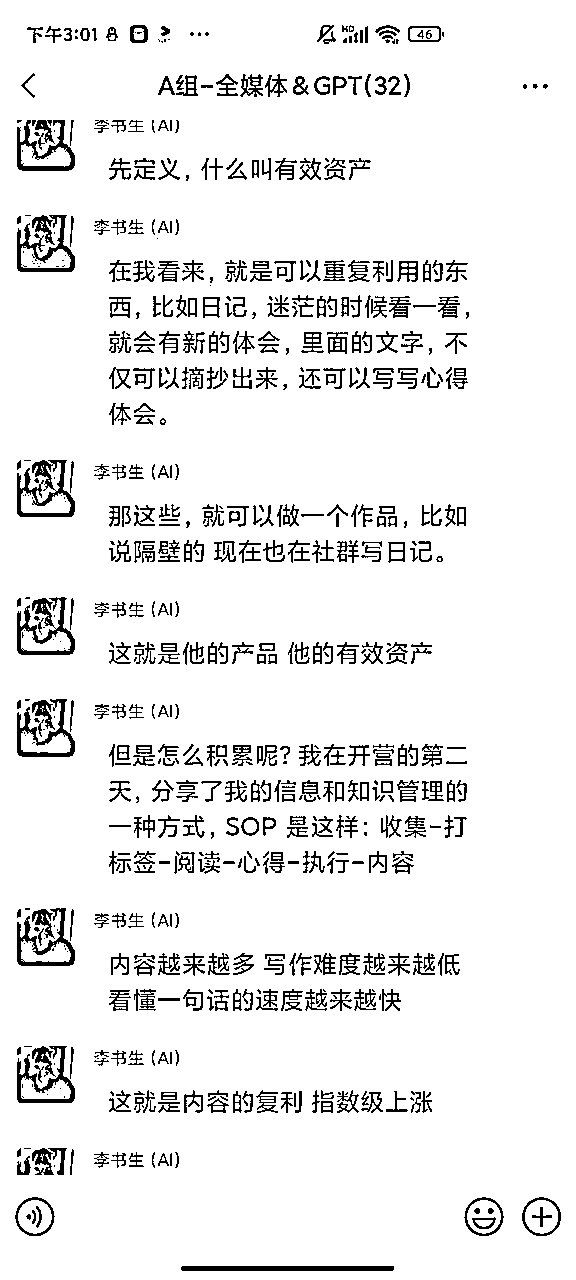 下午3:01
HD
46
A组-全媒体&GPT(32)
李书生 (AI)
先定义，什么叫有效资产
李书生 (AI)
在我看来，就是可以重复利用的东
西，比如日记，迷茫的时候看一看，
就会有新的体会，里面的文字，不
仅可以摘抄出来，还可以写写心得
体会。
李书生 (AI)
那这些，就可以做一个作品，比如
说隔壁的 现在也在社群写日记。
李书生 (AI)
这就是他的产品 他的有效资产
李书生 (AI)
但是怎么积累呢? 我在开营的第二
天，分享了我的信息和知识管理的
一种方式，SOP 是这样：收集-打
标签-阅读-心得-执行-内容
李书生 (AI)
内容越来越多 写作难度越来越低
看懂一句话的速度越来越快
李书生 (AI)
这就是内容的复利 指数级上涨
李书生 (AI)